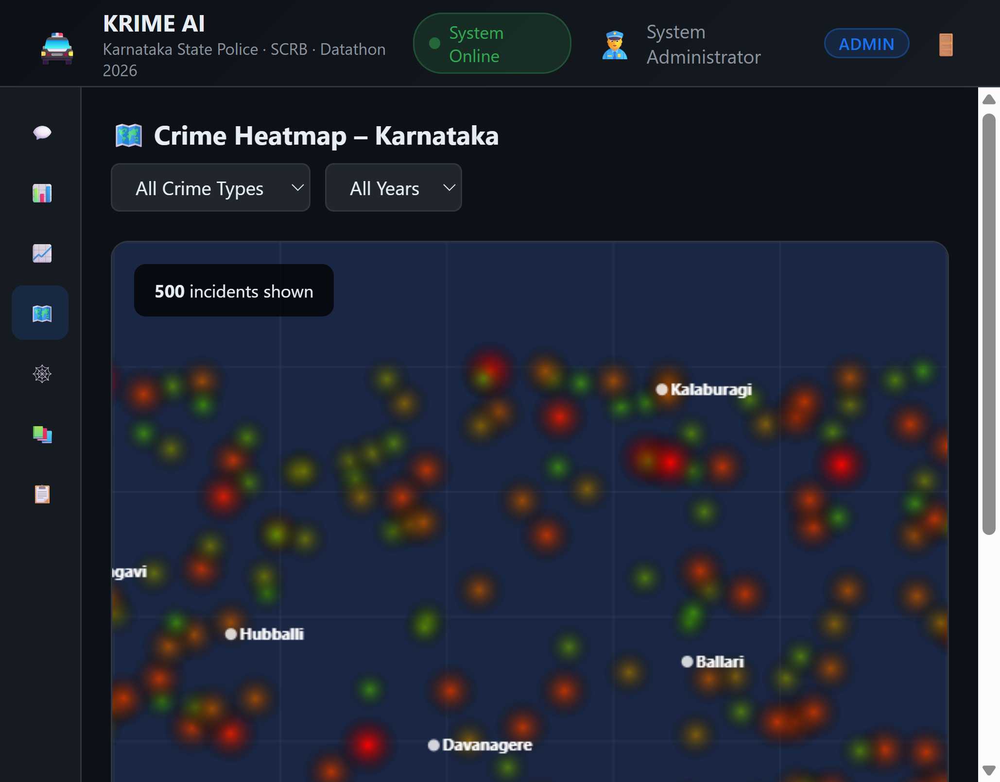 KRIME AI
Karnataka State Police · SCRB · Datathon
2026
System
Online
System
Administrator
ADMIN
Crime Heatmap – Karnataka
All Crime Types
All Years
500 incidents shown
Kalaburagi
gavi
Hubballi
Ballari
Davanagere